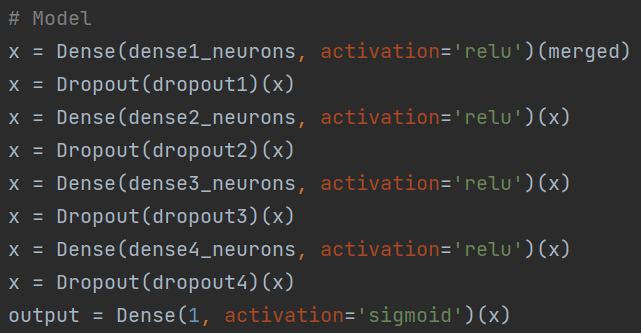 # Model
x = Dense(dense1_neurons, activation='relu')(merged)
x = Dropout(dropout1)(x)
x = Dense(dense2_neurons, activation='relu')(x)
x = Dropout(dropout2)(x)
x = Dense(dense3_neurons, activation='relu')(x)
x = Dropout(dropout3)(x)
x = Dense(dense4_neurons, activation='relu')(x)
x = Dropout(dropout4)(x)
output = Dense(1, activation='sigmoid')(x)